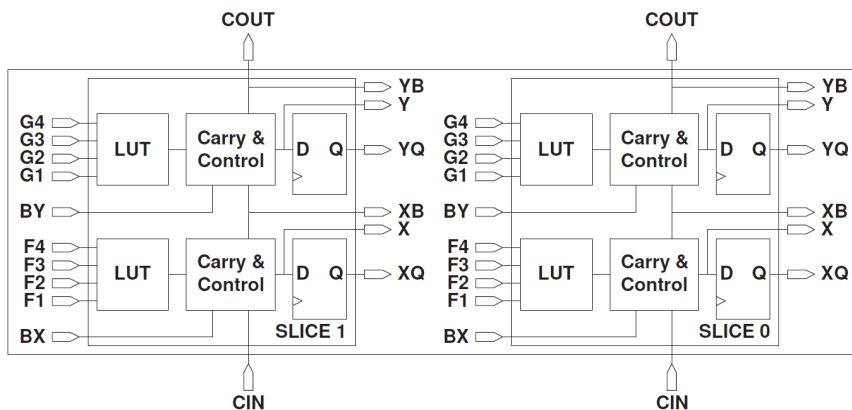 COUT COUT
YB YB
Y Y
G4 G4
G3 LUT Carry & Control D Q YQ G3 LUT Carry & Control D Q YQ
G2 G2
G1 G1
BY XB BY XB
X X
F4 F4
F3 LUT Carry & Control D Q XQ F3 LUT Carry & Control D Q XQ
F2 F2
F1 F1
BX SLICE 1 BX SLICE 0
CIN CIN